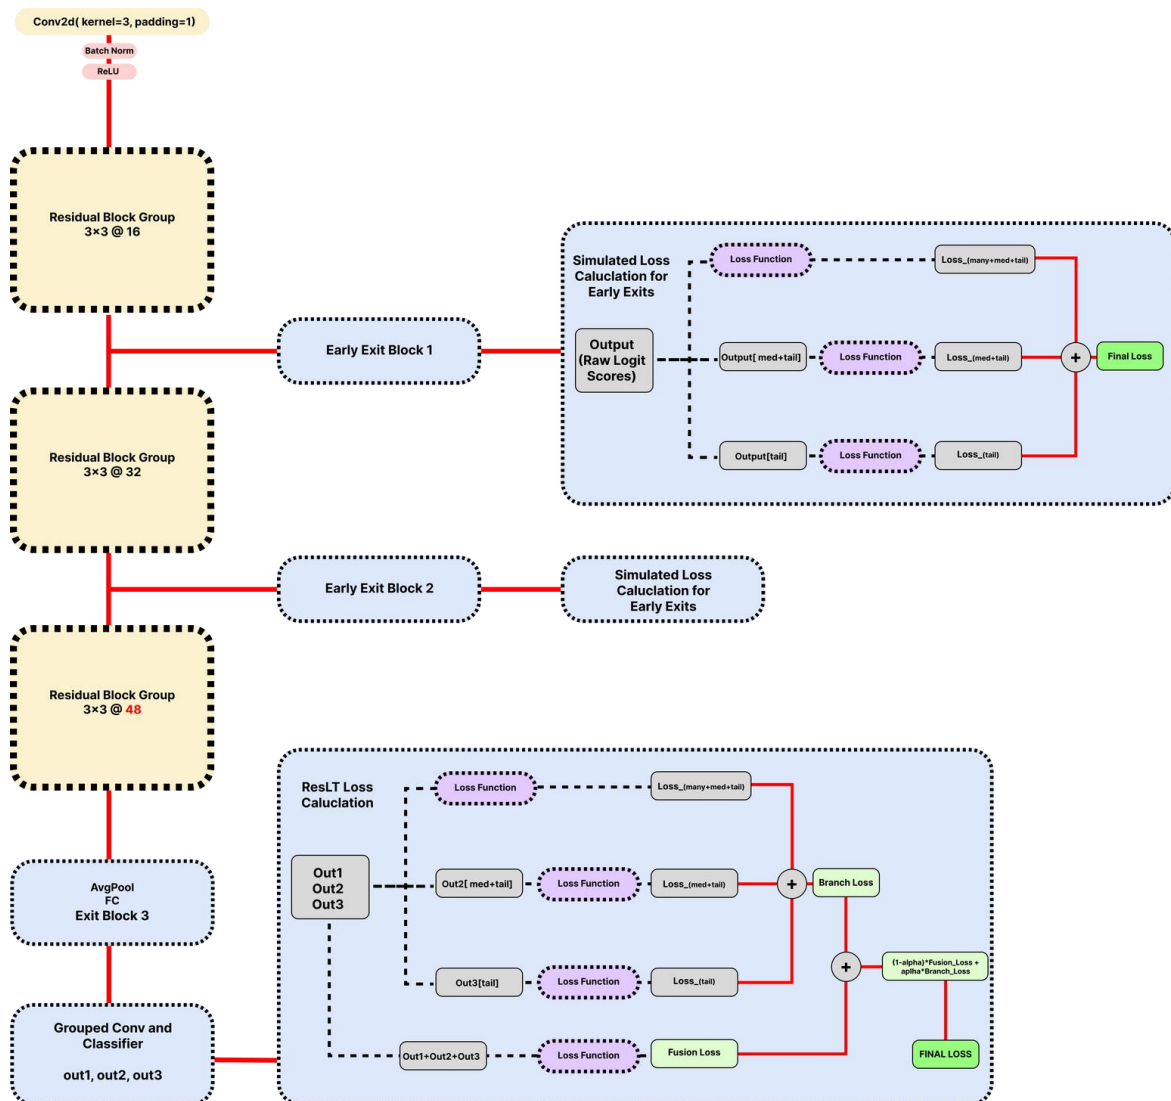 Conv2d( kernel=3, padding=1)
Batch Norm
ReLU
Residual Block Group
3×3 @ 16
Early Exit Block 1
Simulated Loss
Caluclation for
Early Exits
Output
(Raw Logit
Scores)
Loss Function
Loss_(many+med+tail)
Output[ med+tail]
Loss Function
Loss_(med+tail)
+
Final Loss
Output[tail]
Loss Function
Loss_(tail)
Residual Block Group
3×3 @ 32
Early Exit Block 2
Simulated Loss
Caluclation for
Early Exits
Residual Block Group
3×3 @ 48
AvgPool
FC
Exit Block 3
Grouped Conv and
Classifier
out1, out2, out3
ResLT Loss
Caluclation
Out1
Out2
Out3
Loss Function
Loss_(many+med+tail)
Out2[ med+tail]
Loss Function
Loss_(med+tail)
+
Branch Loss
Out3[tail]
Loss Function
Loss_(tail)
+
(1-alpha)*Fusion_Loss +
aplha*Branch_Loss
Out1+Out2+Out3
Loss Function
Fusion Loss
FINAL LOSS